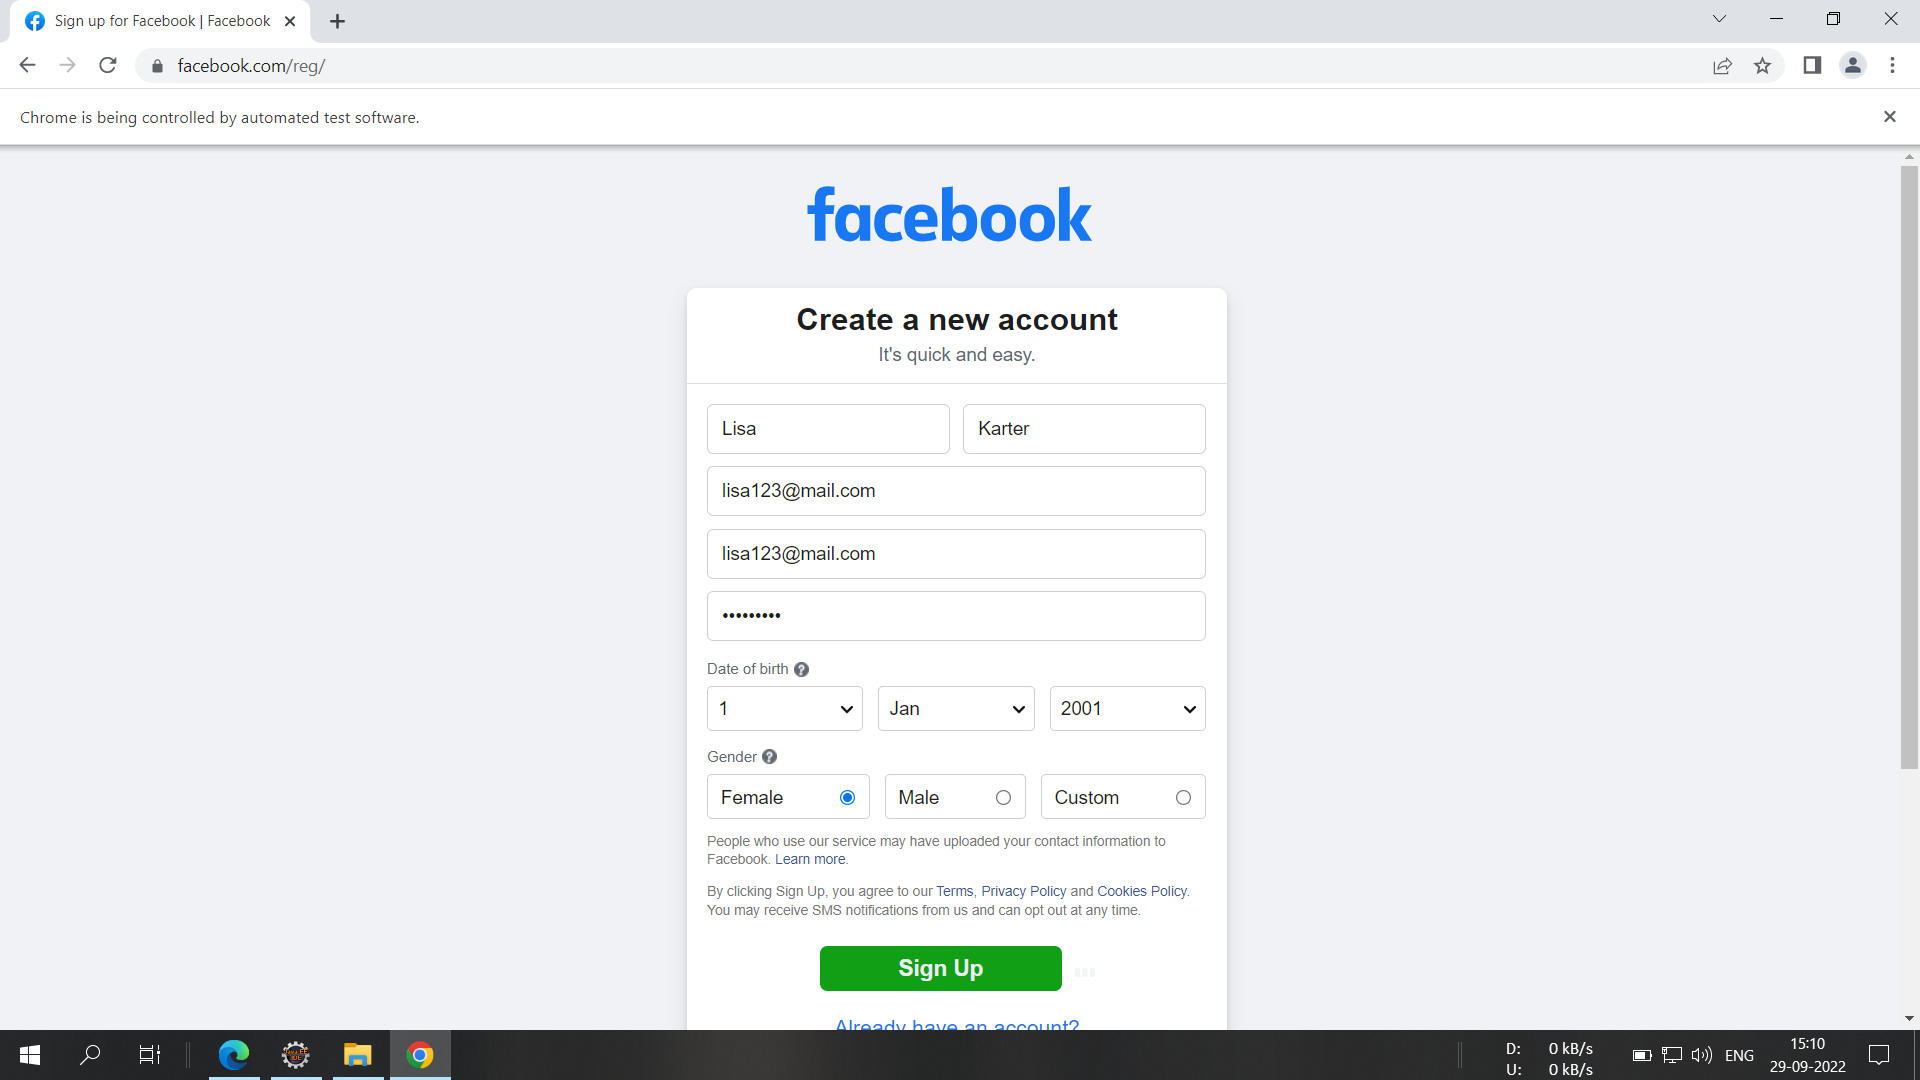 Sign up for Facebook | Facebook
facebook.com/reg/
Chrome is being controlled by automated test software.
facebook
Create a new account
It's quick and easy.
Lisa Karter
lisa123@mail.com
lisa123@mail.com
•••••••••
Date of birth ?
1 Jan 2001
Gender ?
Female Male Custom
People who use our service may have uploaded your contact information to
Facebook. Learn more.
By clicking Sign Up, you agree to our Terms, Privacy Policy and Cookies Policy.
You may receive SMS notifications from us and can opt out at any time.
Sign Up
Already have an account?
D: 0 kB/s
U: 0 kB/s
ENG
15:10
29-09-2022